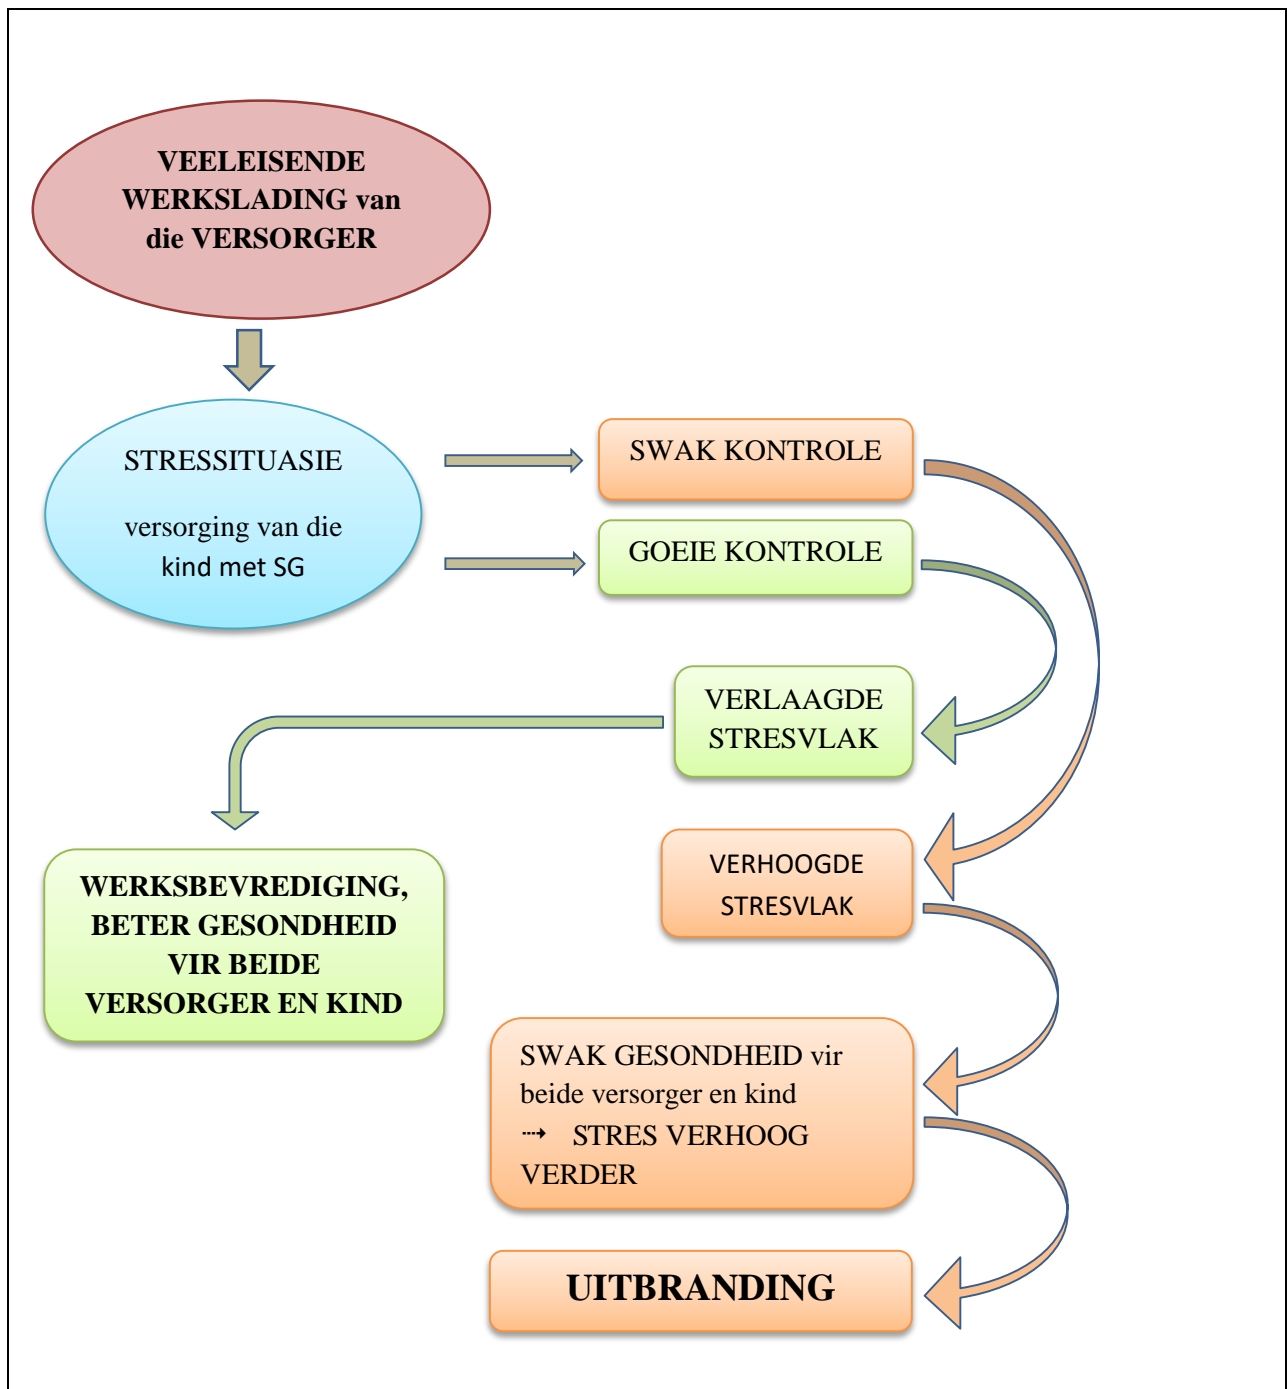 VEELEISENDE
WERKSLADING van
die VERSORGER
STRESSITUASIE
versorging van die
kind met SG
SWAK KONTROLE
GOEIE KONTROLE
VERLAAGDE
STRESVLAK
VERHOOGDE
STRESVLAK
WERKSBEVREDIGING,
BETER GESONDHEID
VIR BEIDE
VERSORGER EN KIND
SWAK GESONDHEID vir
beide versorger en kind
⇢ STRES VERHOOG
VERDER
UITBRANDING